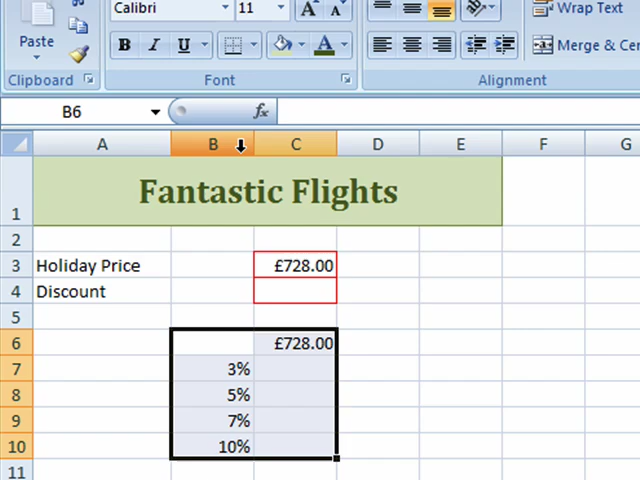 Calibri 11 A A
Wrap Text
Paste
B I U A
Merge & Ce
Clipboard Font Alignment
B6 fx
A B C D E F G
1 Fantastic Flights
2
3 Holiday Price £728.00
4 Discount
5
6 £728.00
7 3%
8 5%
9 7%
10 10%
11